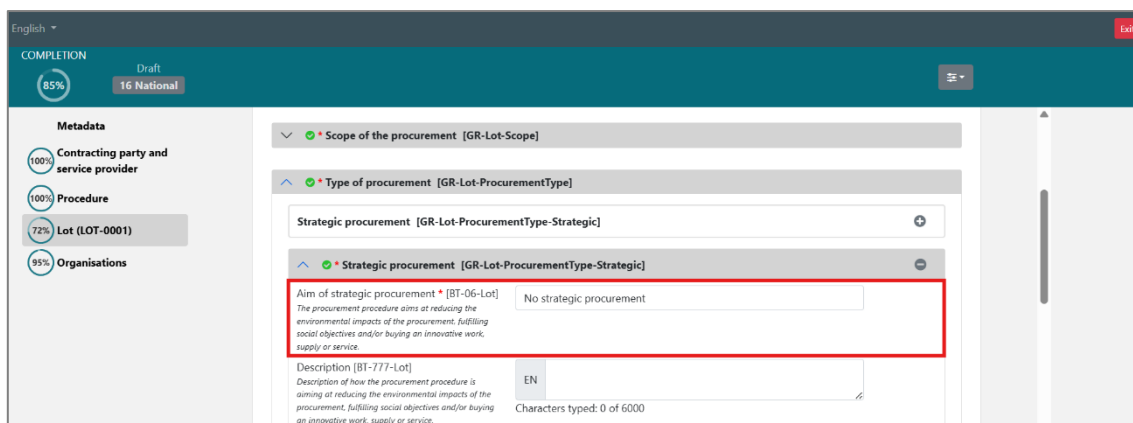 English
Exit
COMPLETION
85%
Draft
16 National
Metadata
100% Contracting party and
service provider
100% Procedure
72% Lot (LOT-0001)
95% Organisations
* Scope of the procurement [GR-Lot-Scope]
* Type of procurement [GR-Lot-ProcurementType]
Strategic procurement [GR-Lot-ProcurementType-Strategic]
* Strategic procurement [GR-Lot-ProcurementType-Strategic]
Aim of strategic procurement * [BT-06-Lot]
The procurement procedure aims at reducing the
environmental impacts of the procurement, fulfilling
social objectives and/or buying an innovative work,
supply or service.
No strategic procurement
Description [BT-777-Lot]
Description of how the procurement procedure is
aiming at reducing the environmental impacts of the
procurement, fulfilling social objectives and/or buying
an innovative work, supply or service.
EN
Characters typed: 0 of 6000